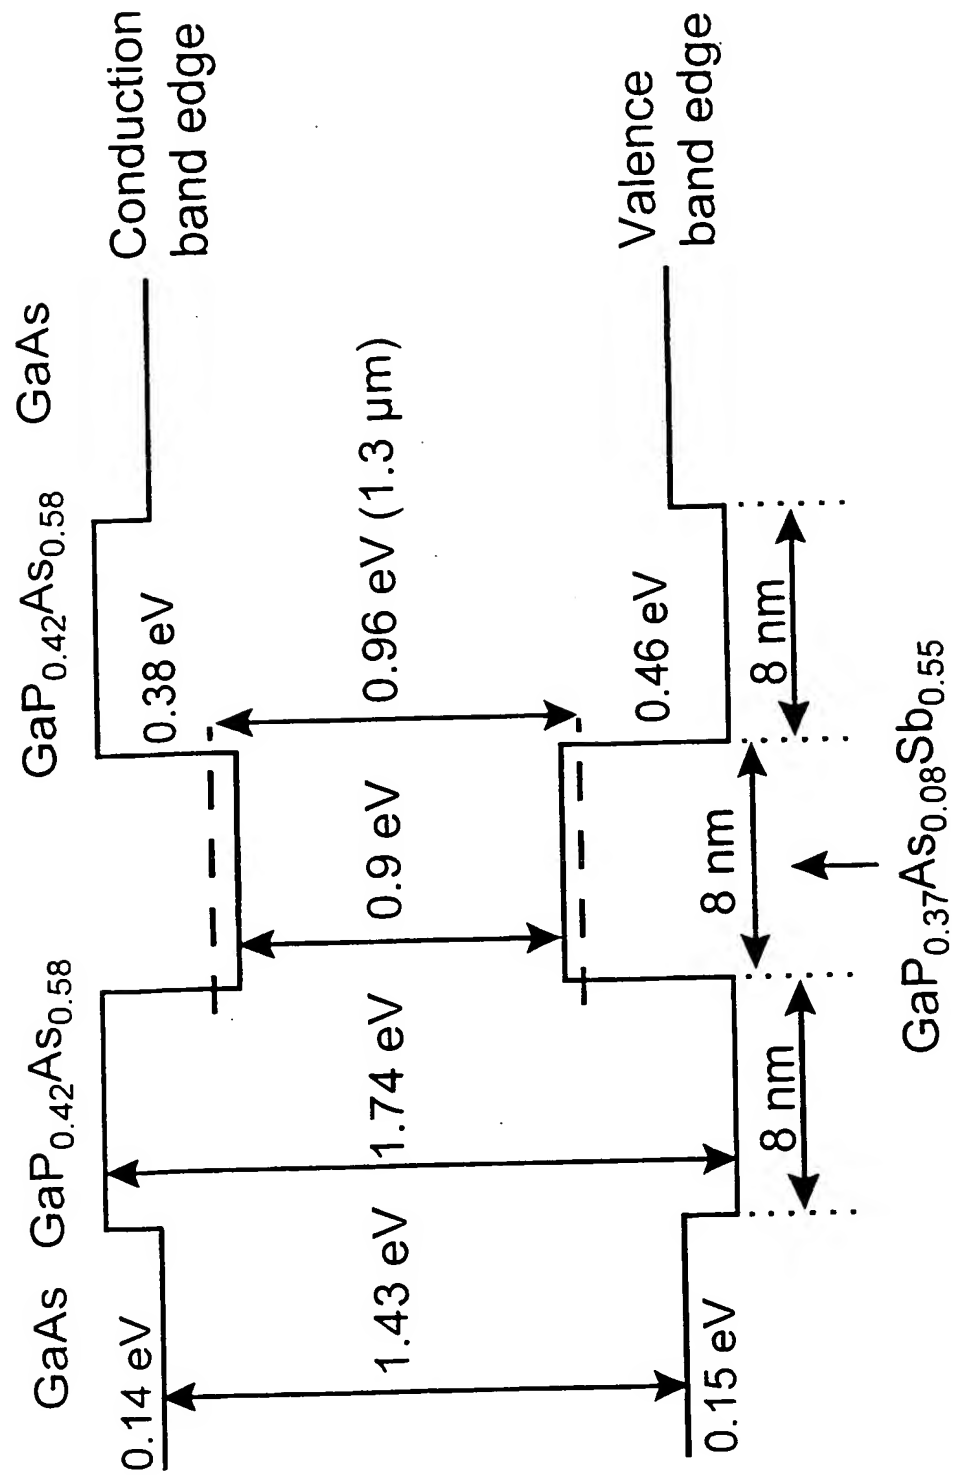 GaAs
GaP0.42As0.58
GaP0.42As0.58
GaAs
0.14 eV
0.38 eV
Conduction
band edge
1.43 eV
1.74 eV
0.9 eV
0.96 eV (1.3 µm)
0.15 eV
0.46 eV
Valence
band edge
8 nm
8 nm
8 nm
GaP0.37As0.08Sb0.55